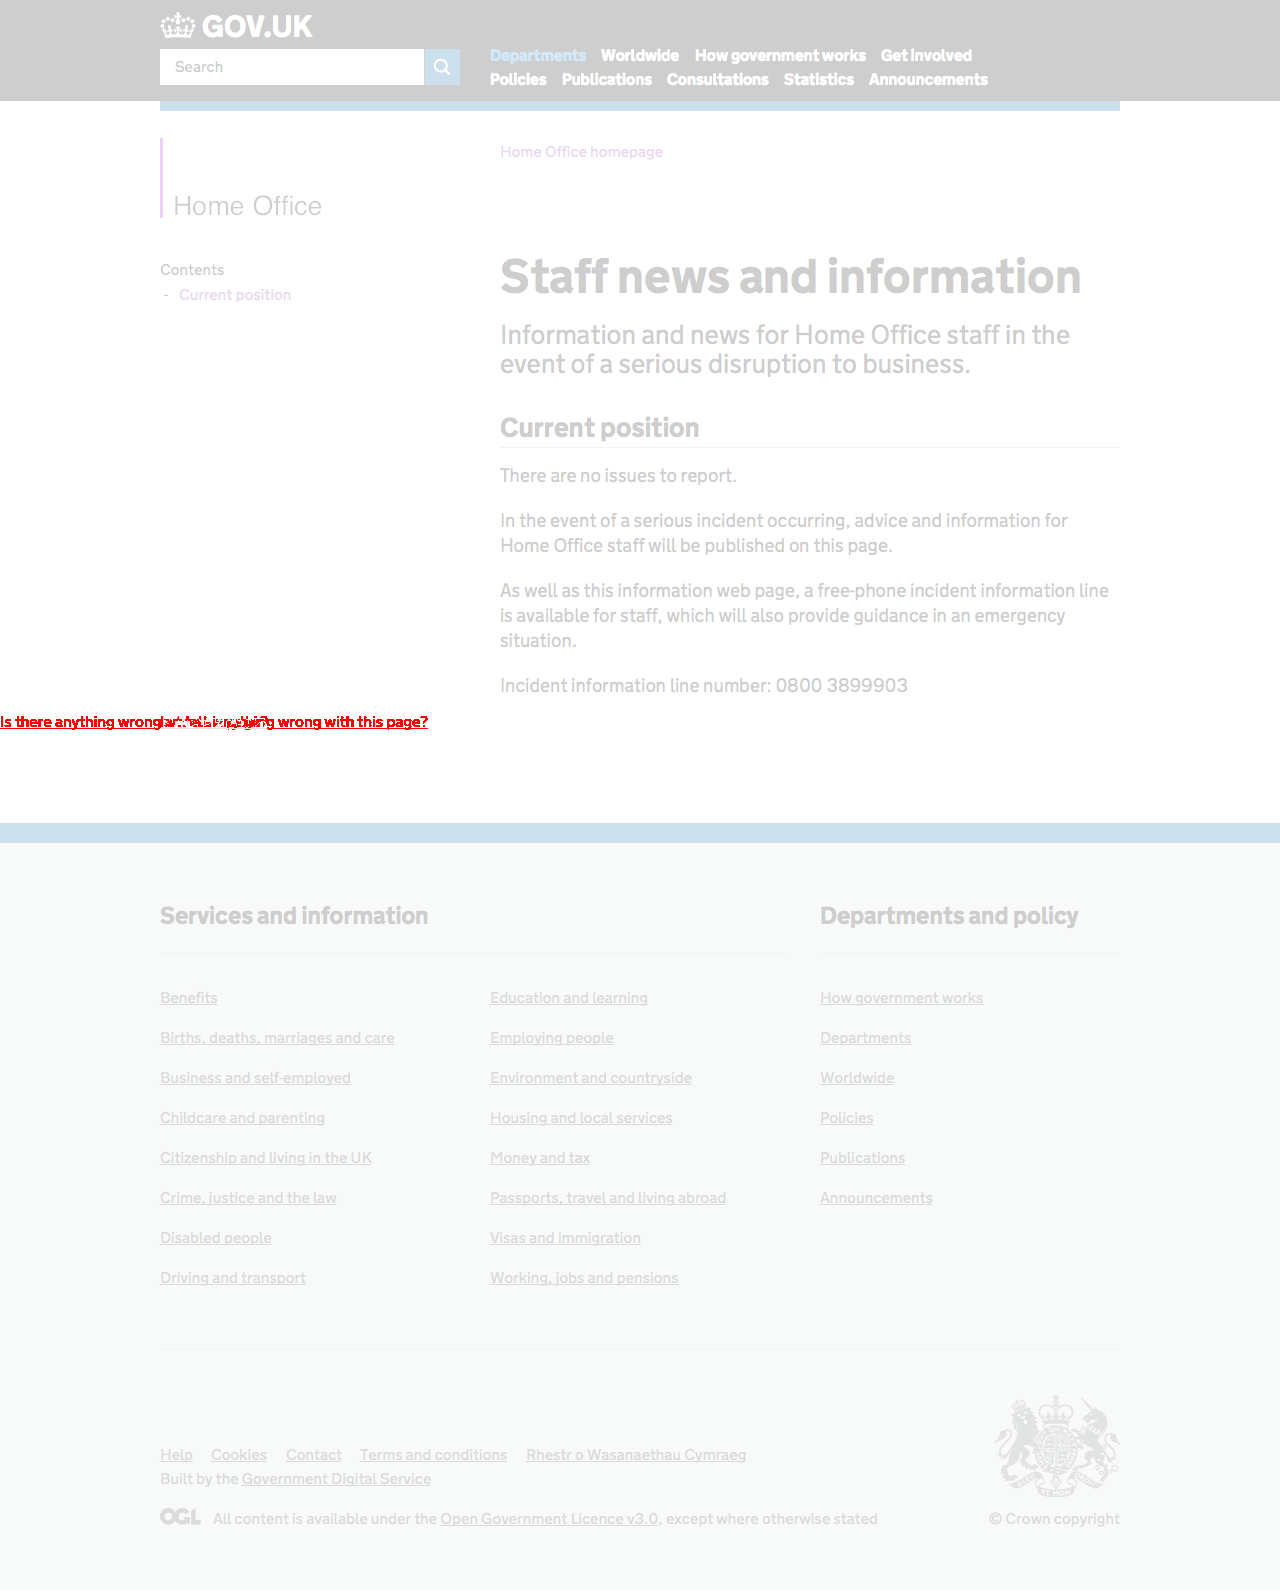 GOV.UK
Search
Departments Worldwide How government works Get involved
Policies Publications Consultations Statistics Announcements
Home Office homepage
Home Office
Contents
- Current position
Staff news and information
Information and news for Home Office staff in the
event of a serious disruption to business.
Current position
There are no issues to report.
In the event of a serious incident occurring, advice and information for
Home Office staff will be published on this page.
As well as this information web page, a free-phone incident information line
is available for staff, which will also provide guidance in an emergency
situation.
Incident information line number: 0800 3899903
Is there anything wrong wrong with this page?
Services and information
Benefits
Births, deaths, marriages and care
Business and self-employed
Childcare and parenting
Citizenship and living in the UK
Crime, justice and the law
Disabled people
Driving and transport
Education and learning
Employing people
Environment and countryside
Housing and local services
Money and tax
Passports, travel and living abroad
Visas and immigration
Working, jobs and pensions
Departments and policy
How government works
Departments
Worldwide
Policies
Publications
Announcements
Help Cookies Contact Terms and conditions Rhestr o Wasanaethau Cymraeg
Built by the Government Digital Service
OGL All content is available under the Open Government Licence v3.0, except where otherwise stated
© Crown copyright